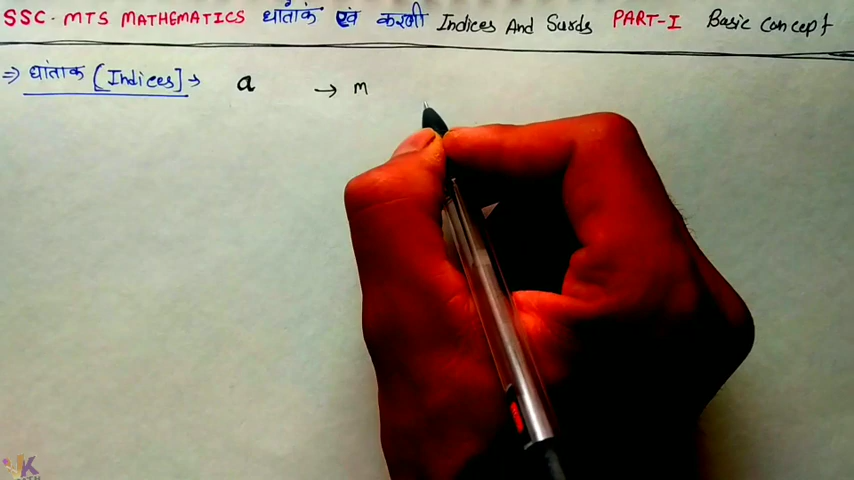 SSC. MTS MATHEMATICS घातांक एवं करणी Indices And Surds PART-I Basic Concept
⇒ घांताक (Indices] → a → m